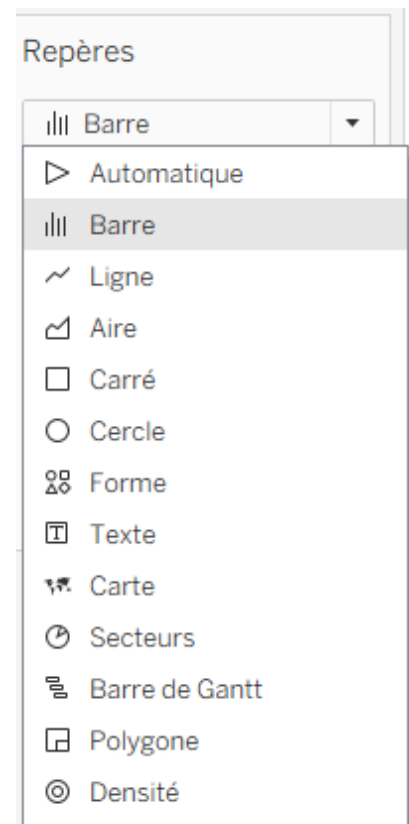 Repères
Barre
Automatique
Barre
Ligne
Aire
Carré
Cercle
Forme
Texte
Carte
Secteurs
Barre de Gantt
Polygone
Densité